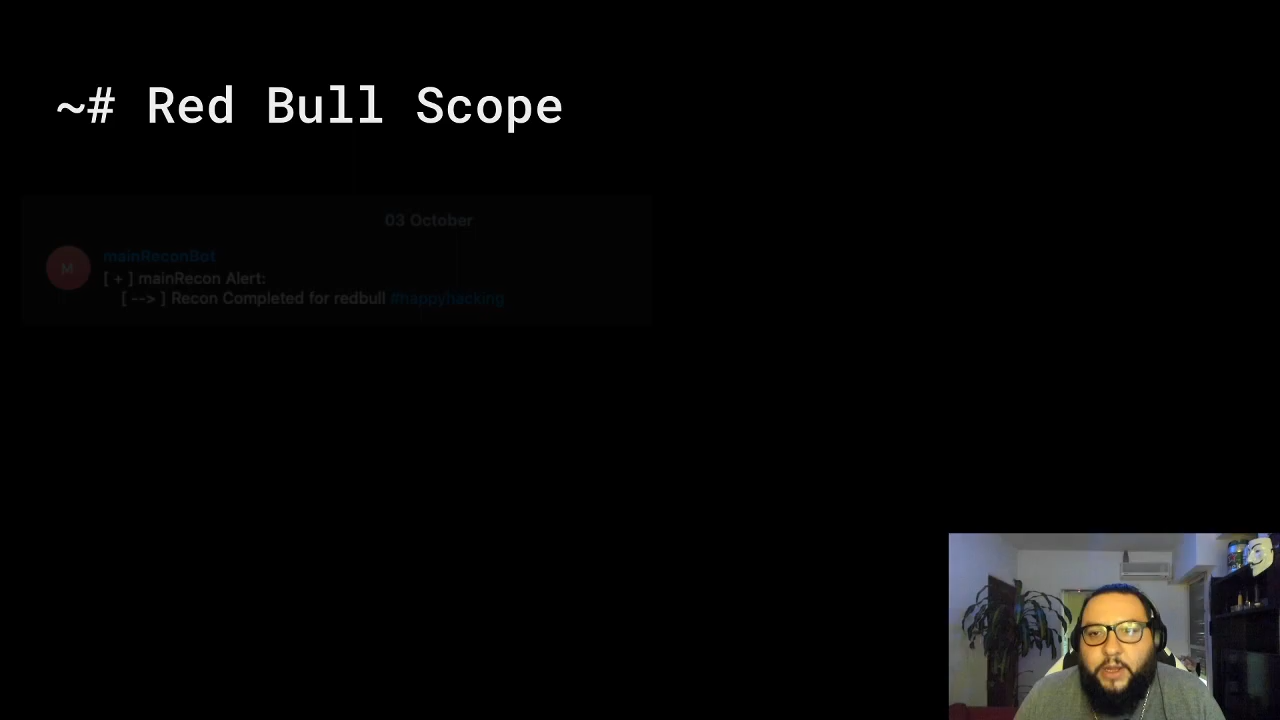 ~# Red Bull Scope
03 October
M
mainReconBot
[ + ] mainRecon Alert:
[ --> ] Recon Completed for redbull #happyhacking